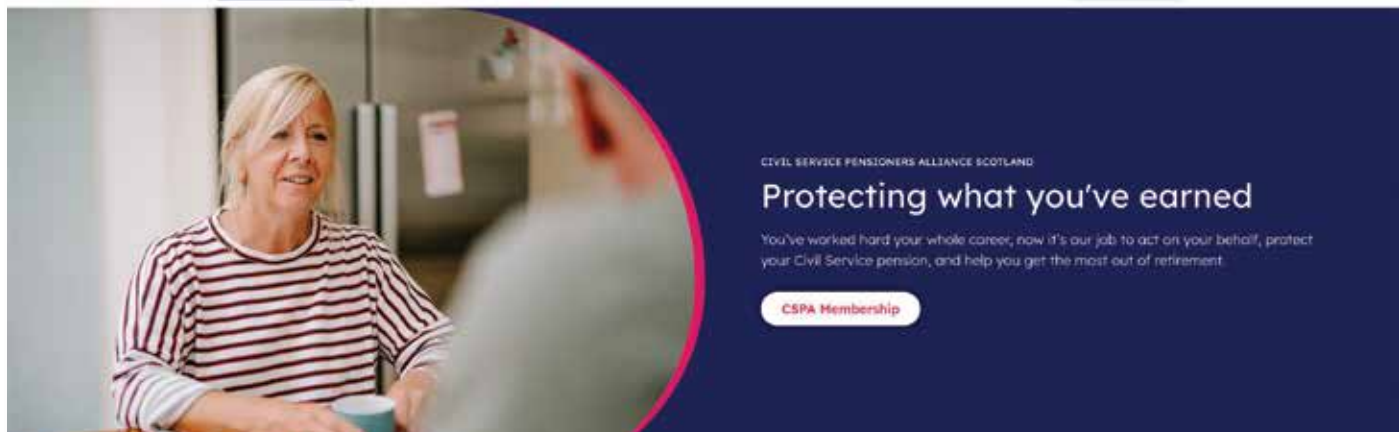 CIVIL SERVICE PENSIONERS ALLIANCE SCOTLAND
Protecting what you've earned
You've worked hard your whole career, now it's our job to act on your behalf, protect
your Civil Service pension, and help you get the most out of retirement.
CSPA Membership